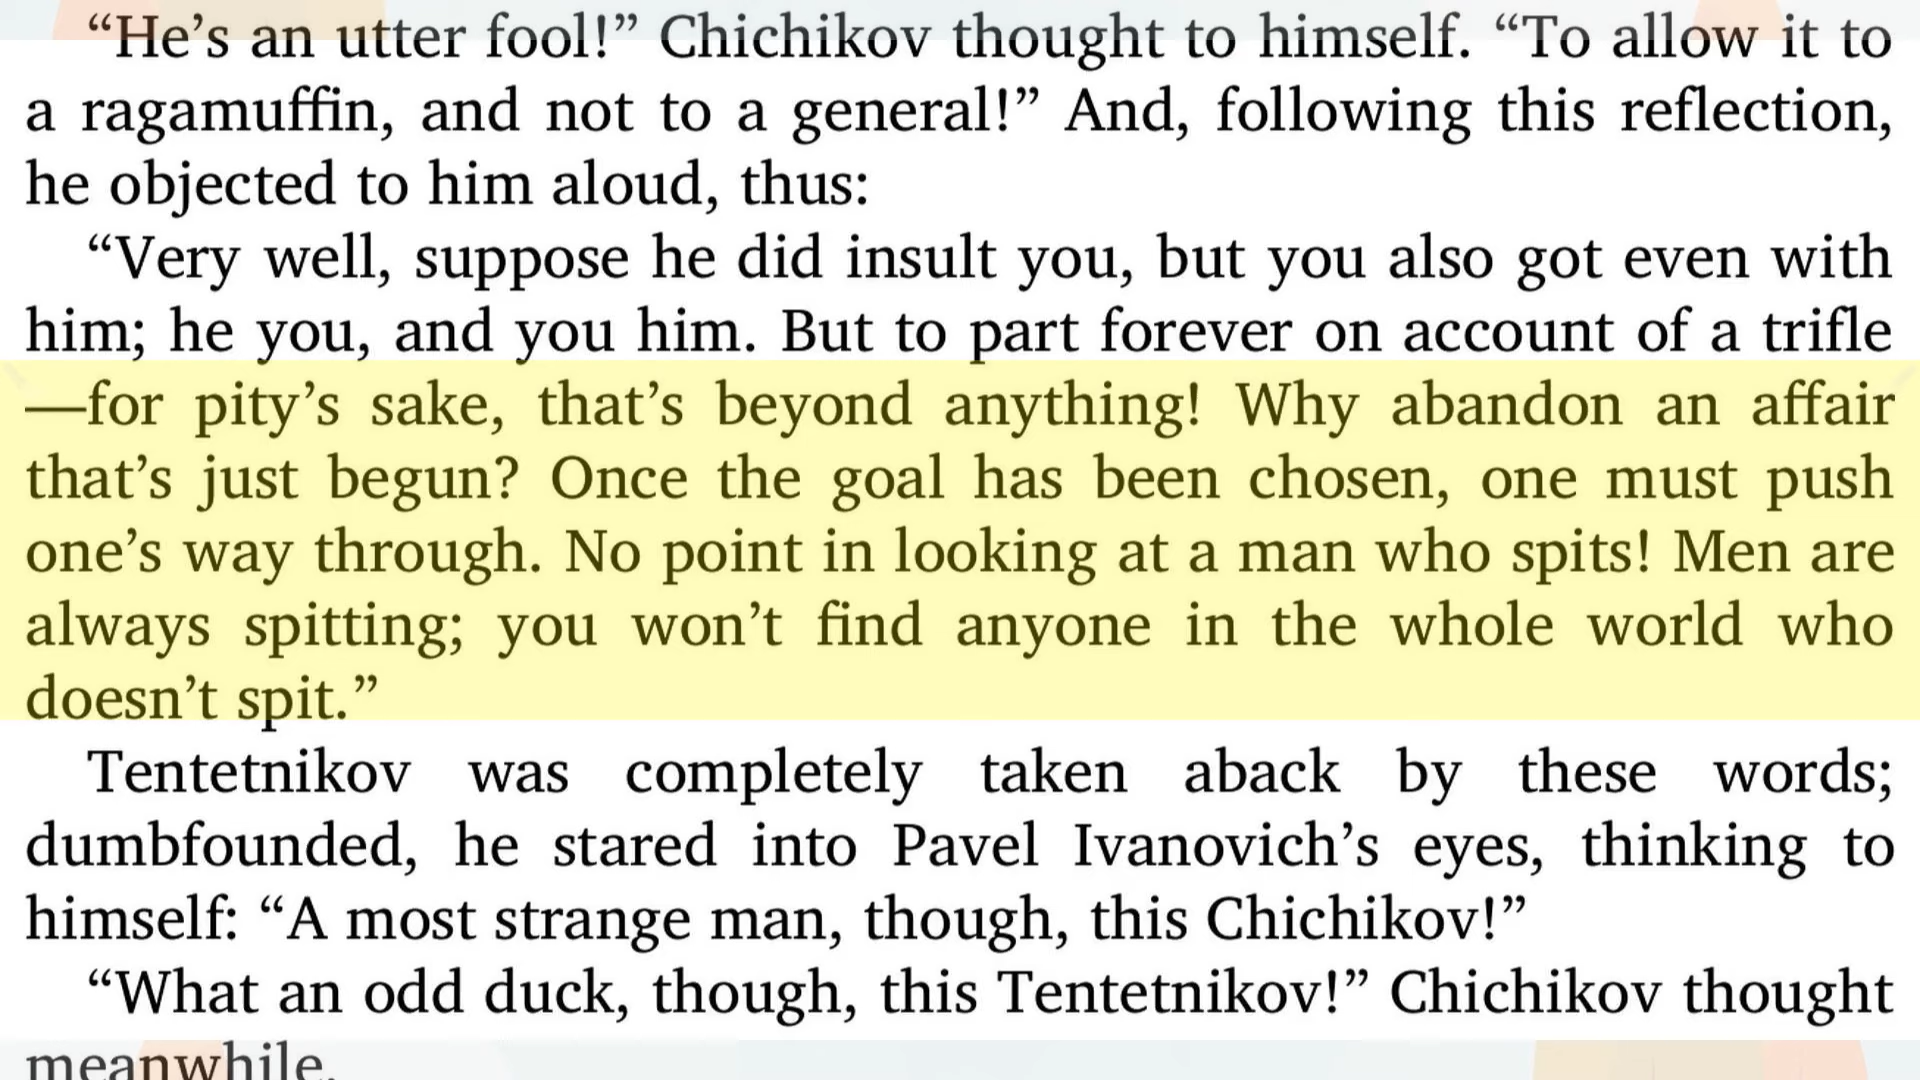 “He’s an utter fool!” Chichikov thought to himself. “To allow it to
a ragamuffin, and not to a general!” And, following this reflection,
he objected to him aloud, thus:
“Very well, suppose he did insult you, but you also got even with
him; he you, and you him. But to part forever on account of a trifle
—for pity’s sake, that’s beyond anything! Why abandon an affair
that’s just begun? Once the goal has been chosen, one must push
one’s way through. No point in looking at a man who spits! Men are
always spitting; you won’t find anyone in the whole world who
doesn’t spit.”
Tentetnikov was completely taken aback by these words;
dumbfounded, he stared into Pavel Ivanovich’s eyes, thinking to
himself: “A most strange man, though, this Chichikov!”
“What an odd duck, though, this Tentetnikov!” Chichikov thought
meanwhile.